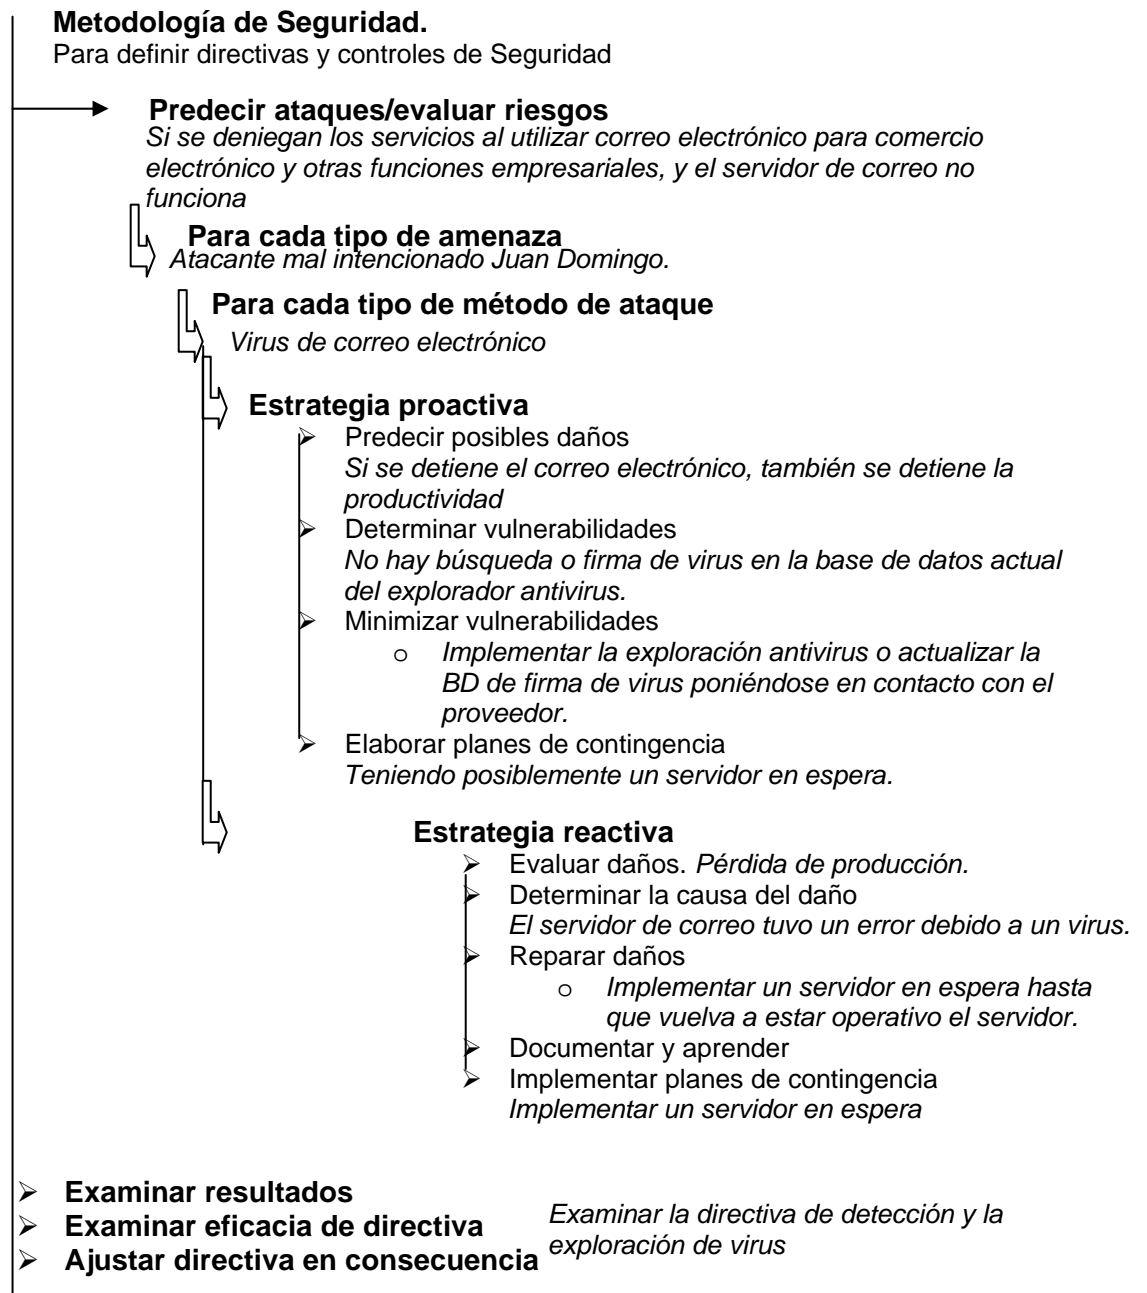 Metodología de Seguridad.
Para definir directivas y controles de Seguridad
Predecir ataques/evaluar riesgos
Si se deniegan los servicios al utilizar correo electrónico para comercio
electrónico y otras funciones empresariales, y el servidor de correo no
funciona
Para cada tipo de amenaza
Atacante mal intencionado Juan Domingo.
Para cada tipo de método de ataque
Virus de correo electrónico
Estrategia proactiva
➢ Predecir posibles daños
Si se detiene el correo electrónico, también se detiene la
productividad
➢ Determinar vulnerabilidades
No hay búsqueda o firma de virus en la base de datos actual
del explorador antivirus.
➢ Minimizar vulnerabilidades
o Implementar la exploración antivirus o actualizar la
BD de firma de virus poniéndose en contacto con el
proveedor.
➢ Elaborar planes de contingencia
Teniendo posiblemente un servidor en espera.
Estrategia reactiva
➢ Evaluar daños. Pérdida de producción.
➢ Determinar la causa del daño
El servidor de correo tuvo un error debido a un virus.
➢ Reparar daños
o Implementar un servidor en espera hasta
que vuelva a estar operativo el servidor.
➢ Documentar y aprender
➢ Implementar planes de contingencia
Implementar un servidor en espera
➢ Examinar resultados
➢ Examinar eficacia de directiva
➢ Ajustar directiva en consecuencia
Examinar la directiva de detección y la
exploración de virus